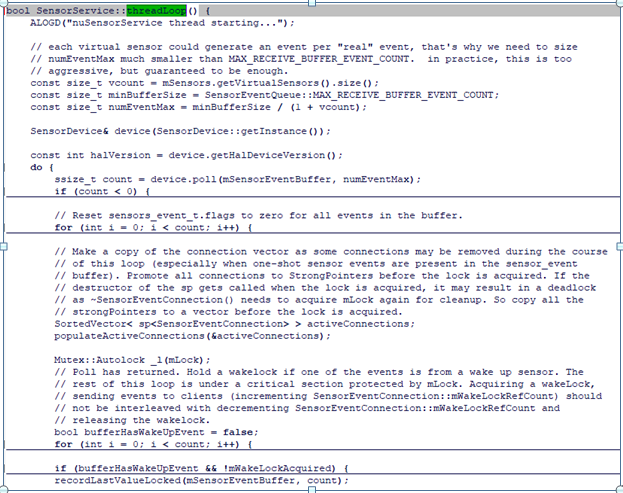 bool SensorService::threadLoop() {
ALOGD("nuSensorService thread starting...");
// each virtual sensor could generate an event per "real" event, that's why we need to size
// numEventMax much smaller than MAX_RECEIVE_BUFFER_EVENT_COUNT.  in practice, this is too
// aggressive, but guaranteed to be enough.
const size_t vcount = mSensors.getVirtualSensors().size();
const size_t minBufferSize = SensorEventQueue::MAX_RECEIVE_BUFFER_EVENT_COUNT;
const size_t numEventMax = minBufferSize / (1 + vcount);
SensorDevice& device(SensorDevice::getInstance());
const int halVersion = device.getHalDeviceVersion();
do {
ssize_t count = device.poll(mSensorEventBuffer, numEventMax);
if (count < 0) {
// Reset sensors_event_t.flags to zero for all events in the buffer.
for (int i = 0; i < count; i++) {
// Make a copy of the connection vector as some connections may be removed during the course
// of this loop (especially when one-shot sensor events are present in the sensor_event
// buffer). Promote all connections to StrongPointers before the lock is acquired. If the
// destructor of the sp gets called when the lock is acquired, it may result in a deadlock
// as ~SensorEventConnection() needs to acquire mLock again for cleanup. So copy all the
// strongPointers to a vector before the lock is acquired.
SortedVector< sp<SensorEventConnection> > activeConnections;
populateActiveConnections(&activeConnections);
Mutex::Autolock _l(mLock);
// Poll has returned. Hold a wakelock if one of the events is from a wake up sensor. The
// rest of this loop is under a critical section protected by mLock. Acquiring a wakeLock,
// sending events to clients (incrementing SensorEventConnection::mWakeLockRefCount) should
// not be interleaved with decrementing SensorEventConnection::mWakeLockRefCount and
// releasing the wakelock.
bool bufferHasWakeUpEvent = false;
for (int i = 0; i < count; i++) {
if (bufferHasWakeUpEvent && !mWakeLockAcquired) {
recordLastValueLocked(mSensorEventBuffer, count);